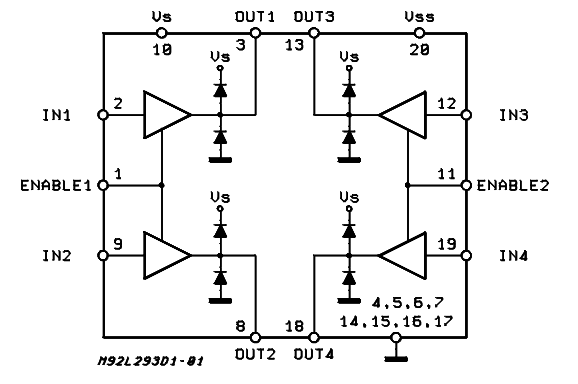 Vs OUT1 OUT3 Vss
10 3 13 20
Vs Vs
IN1 2 12 IN3
ENABLE1 1 11 ENABLE2
Vs Vs
IN2 9 19 IN4
4,5,6,7
8 18 14,15,16,17
OUT2 OUT4
M92L293D1-01